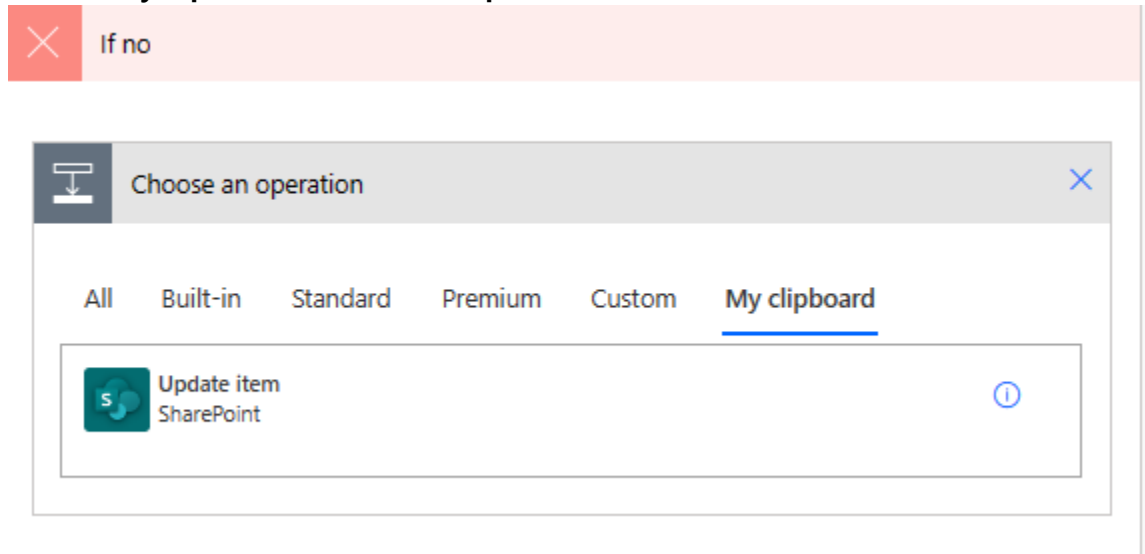 If no
Choose an operation
All Built-in Standard Premium Custom My clipboard
S
Update item
SharePoint